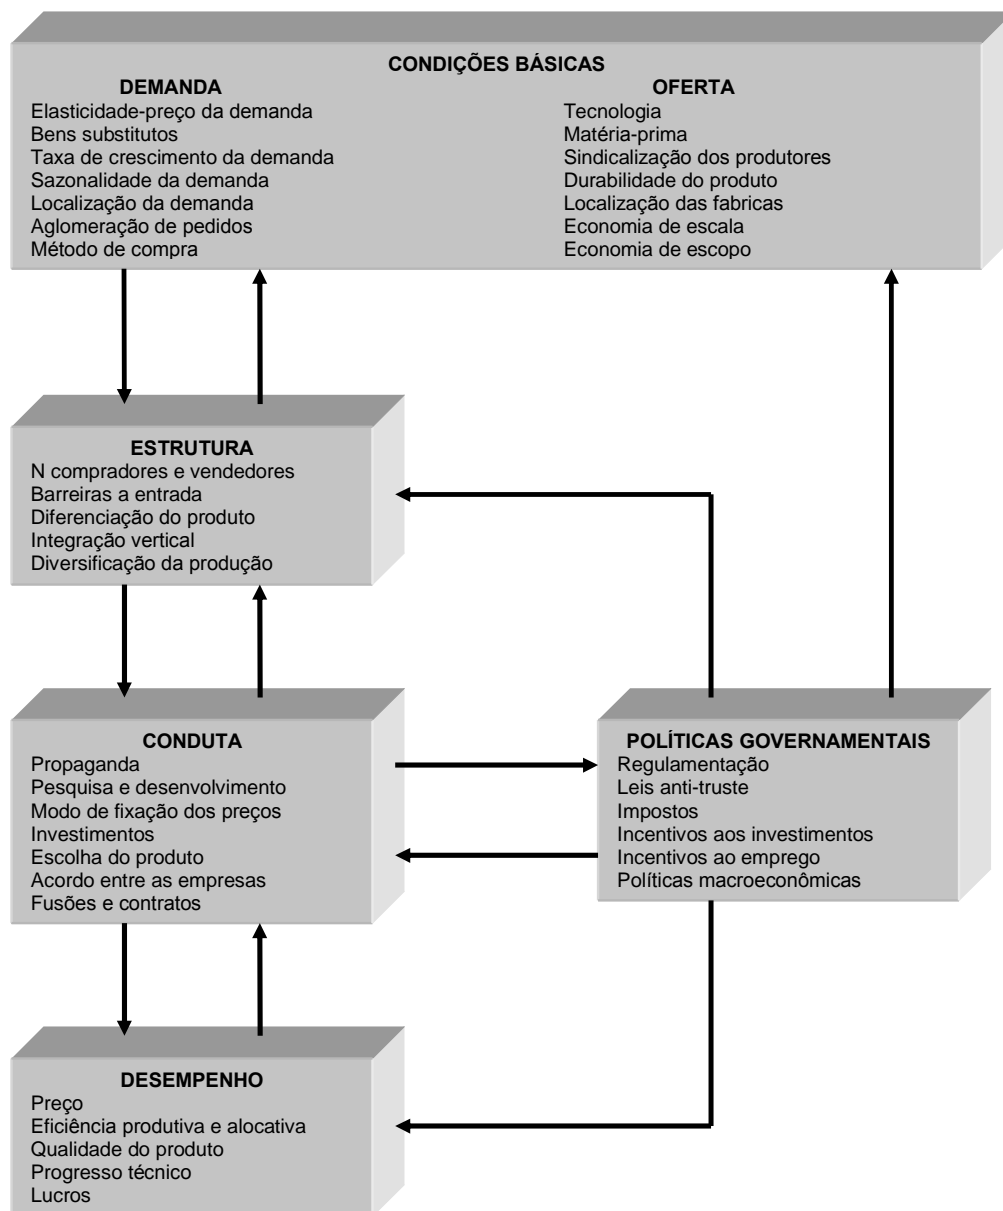 CONDIÇÕES BÁSICAS
DEMANDA
Elasticidade-preço da demanda
Bens substitutos
Taxa de crescimento da demanda
Sazonalidade da demanda
Localização da demanda
Aglomeração de pedidos
Método de compra
OFERTA
Tecnologia
Matéria-prima
Sindicalização dos produtores
Durabilidade do produto
Localização das fabricas
Economia de escala
Economia de escopo
ESTRUTURA
N compradores e vendedores
Barreiras a entrada
Diferenciação do produto
Integração vertical
Diversificação da produção
CONDUTA
Propaganda
Pesquisa e desenvolvimento
Modo de fixação dos preços
Investimentos
Escolha do produto
Acordo entre as empresas
Fusões e contratos
POLÍTICAS GOVERNAMENTAIS
Regulamentação
Leis anti-truste
Impostos
Incentivos aos investimentos
Incentivos ao emprego
Políticas macroeconômicas
DESEMPENHO
Preço
Eficiência produtiva e alocativa
Qualidade do produto
Progresso técnico
Lucros